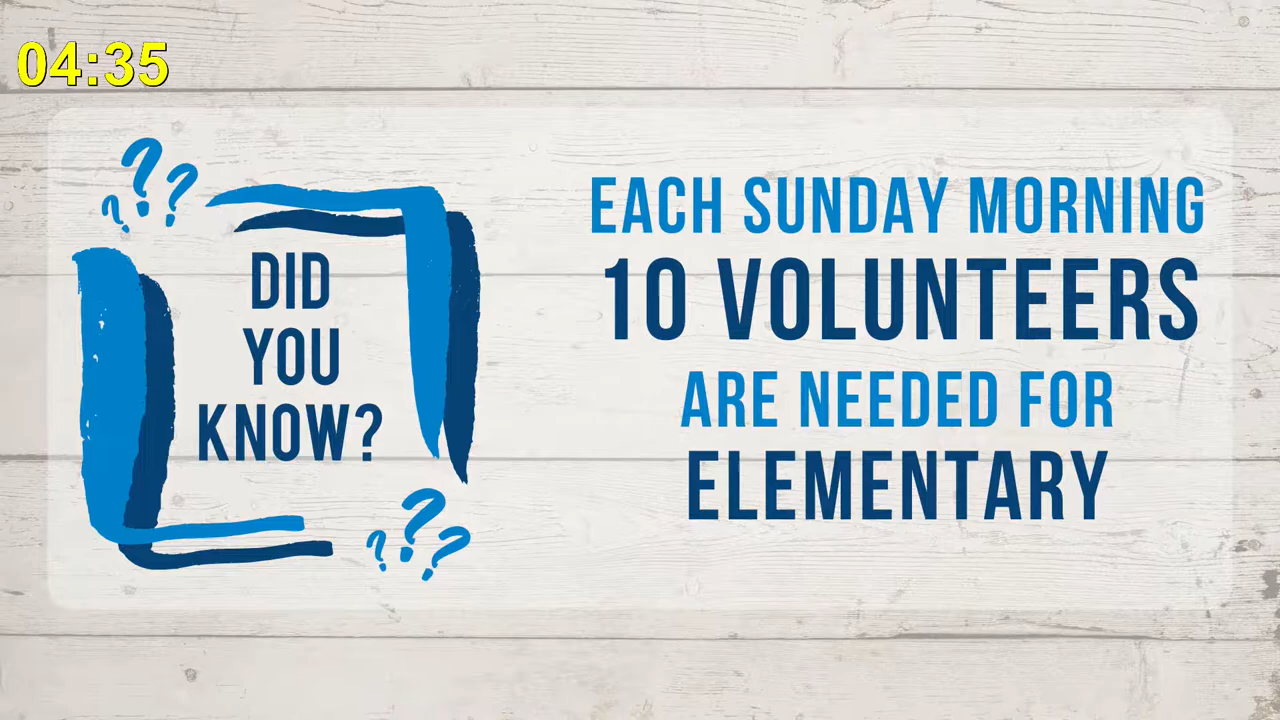 04:35
DID
YOU
KNOW?
EACH SUNDAY MORNING
10 VOLUNTEERS
ARE NEEDED FOR
ELEMENTARY